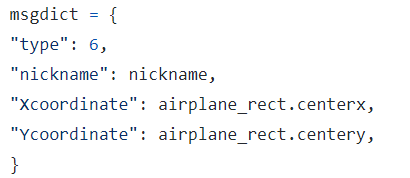 msgdict = {
"type": 6,
"nickname": nickname,
"Xcoordinate": airplane_rect.centerx,
"Ycoordinate": airplane_rect.centery,
}